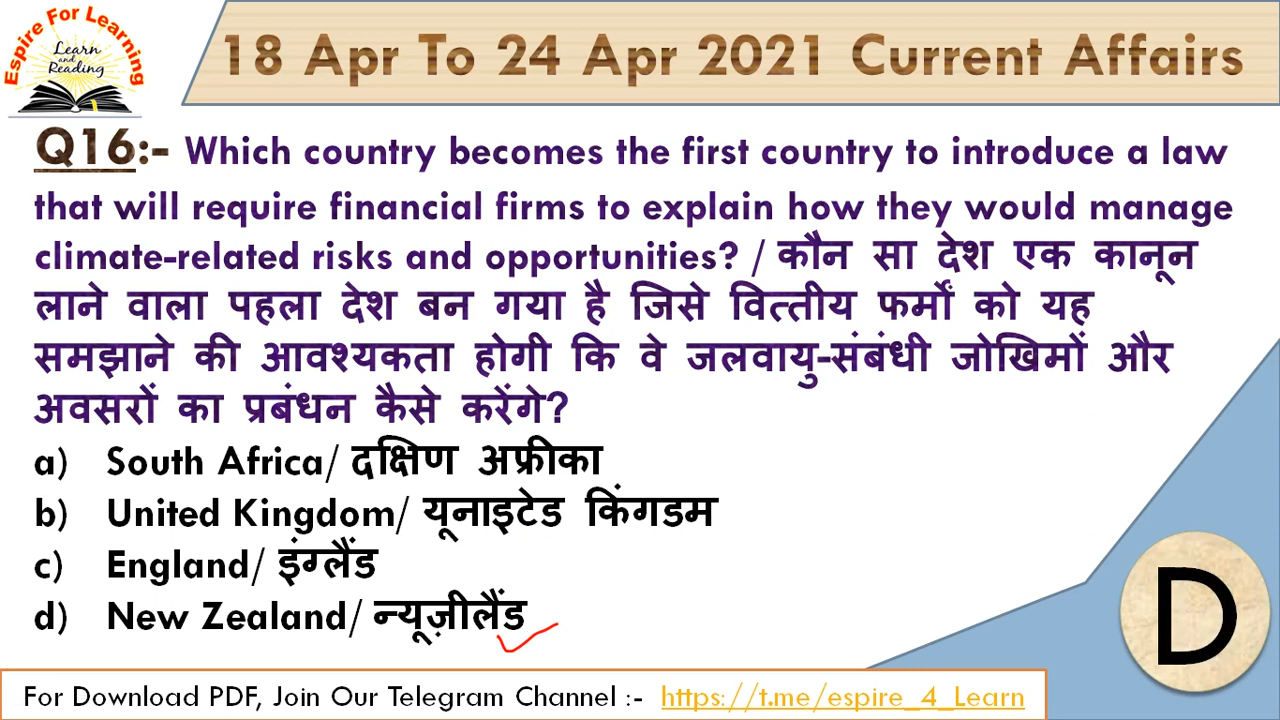 Espire For Learning
Learn
and
Reading
18 Apr To 24 Apr 2021 Current Affairs
Q16:- Which country becomes the first country to introduce a law
that will require financial firms to explain how they would manage
climate-related risks and opportunities? / कौन सा देश एक कानून
लाने वाला पहला देश बन गया है जिसे वित्तीय फर्मों को यह
समझाने की आवश्यकता होगी कि वे जलवायु-संबंधी जोखिमों और
अवसरों का प्रबंधन कैसे करेंगे?
a) South Africa/ दक्षिण अफ्रीका
b) United Kingdom/ यूनाइटेड किंगडम
c) England/ इंग्लैंड
d) New Zealand/ न्यूज़ीलैंड
D
For Download PDF, Join Our Telegram Channel :- https://t.me/espire_4_Learn